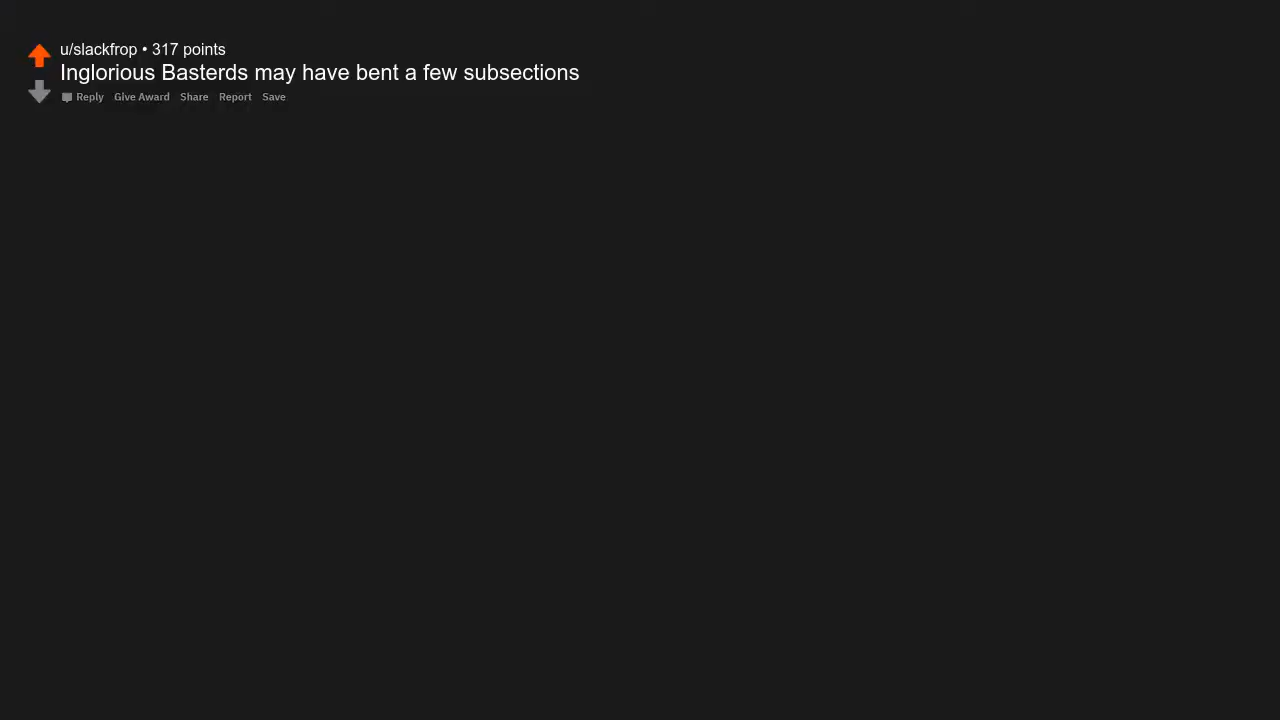 u/slackfrop • 317 points
Inglorious Basterds may have bent a few subsections
Reply Give Award Share Report Save